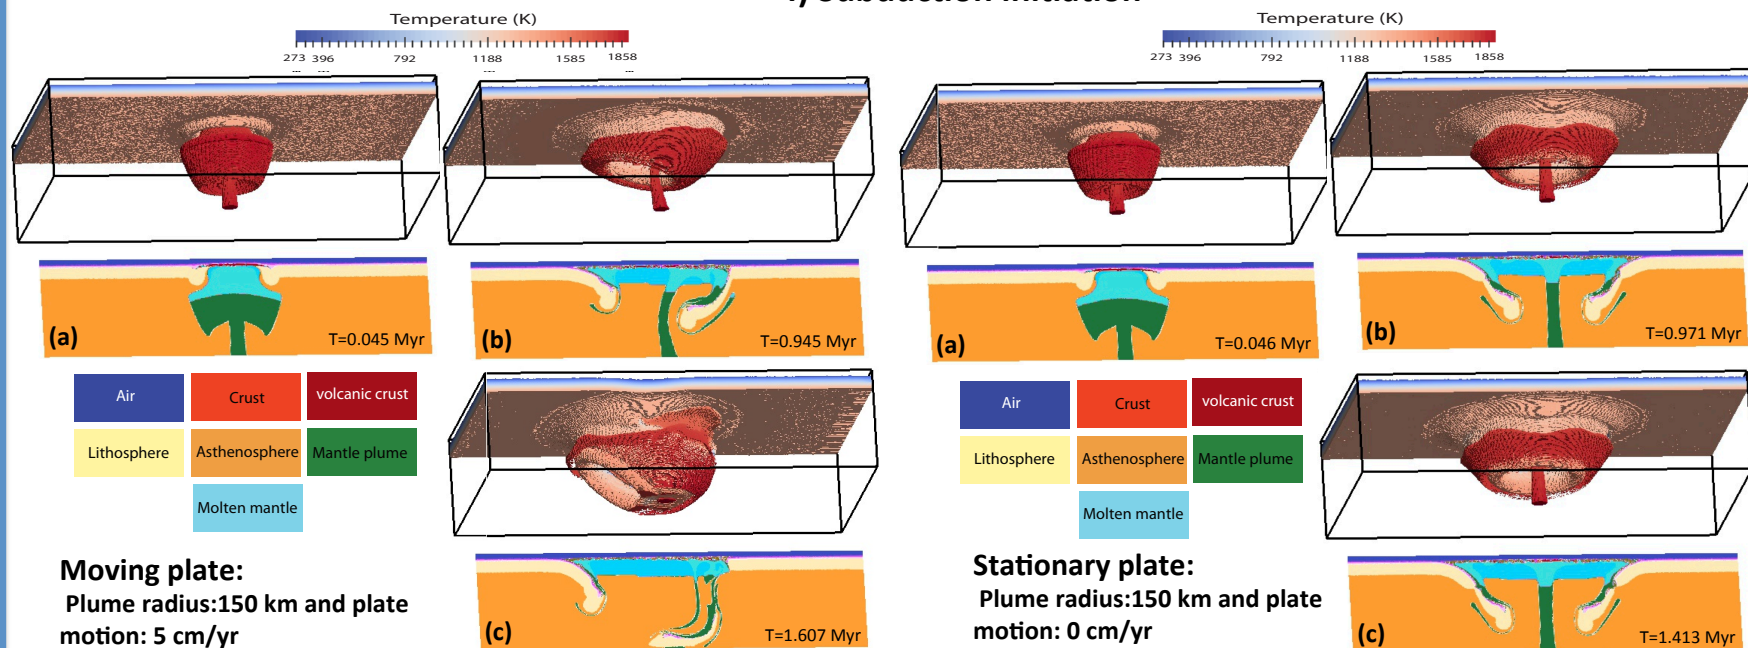 Subduction Initiation
Temperature (K)
273 396 792 1188 1585 1858
(a)
T=0.045 Myr
(b)
T=0.945 Myr
Air
Crust
volcanic crust
Lithosphere
Asthenosphere
Mantle plume
Molten mantle
Moving plate:
Plume radius:150 km and plate
motion: 5 cm/yr
(c)
T=1.607 Myr
Temperature (K)
273 396 792 1188 1585 1858
(a)
T=0.046 Myr
(b)
T=0.971 Myr
Air
Crust
volcanic crust
Lithosphere
Asthenosphere
Mantle plume
Molten mantle
Stationary plate:
Plume radius:150 km and plate
motion: 0 cm/yr
(c)
T=1.413 Myr